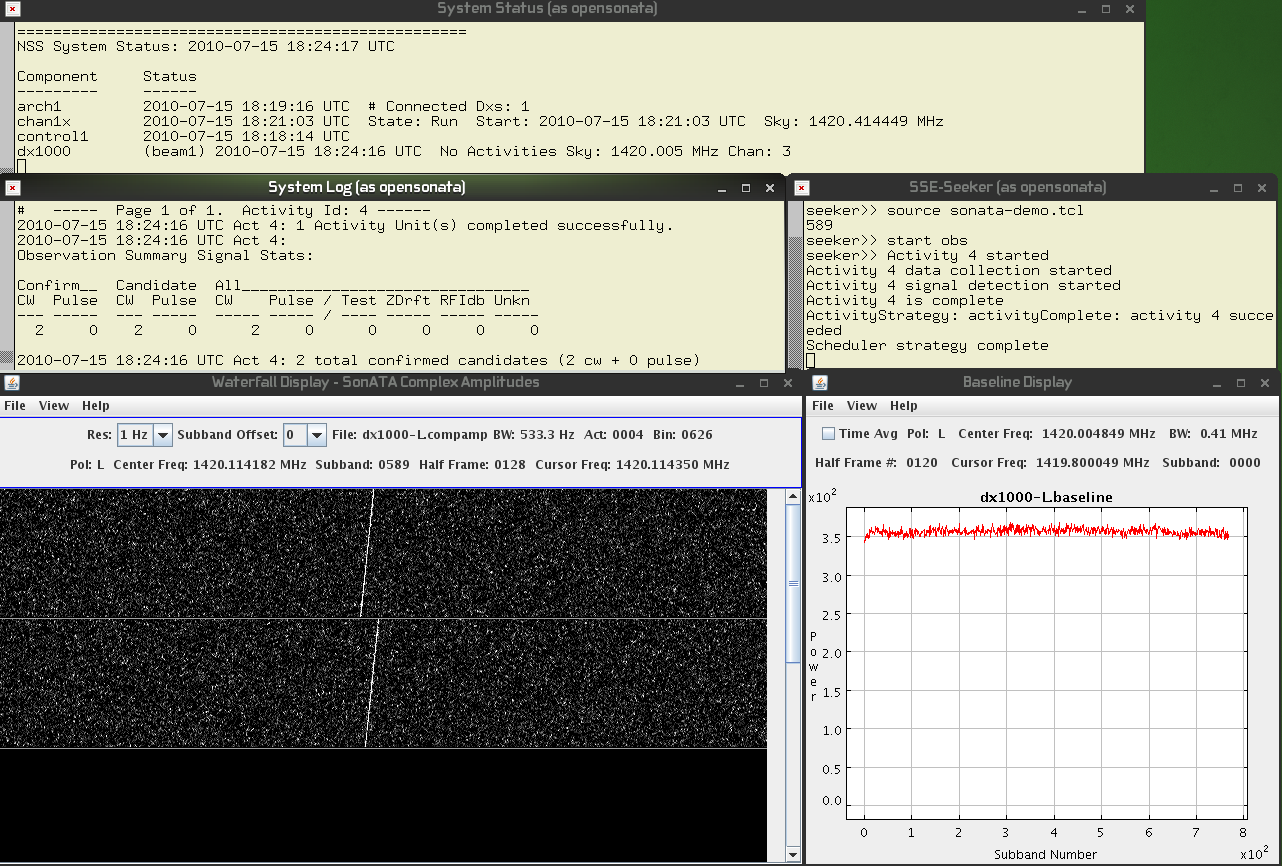 System Status (as opensonata)
==================================================
NSS System Status: 2010-07-15 18:24:17 UTC
Component Status
--------- ------
arch1 2010-07-15 18:19:16 UTC # Connected Dxs: 1
chan1x 2010-07-15 18:21:03 UTC State: Run Start: 2010-07-15 18:21:03 UTC Sky: 1420.414449 MHz
control1 2010-07-15 18:18:14 UTC
dx1000 (beam1) 2010-07-15 18:24:16 UTC No Activities Sky: 1420.005 MHz Chan: 3
System Log (as opensonata)
# ----- Page 1 of 1. Activity Id: 4 ------
2010-07-15 18:24:16 UTC Act 4: 1 Activity Unit(s) completed successfully.
2010-07-15 18:24:16 UTC Act 4:
Observation Summary Signal Stats:
Confirm__ Candidate All________________________________
CW Pulse CW Pulse CW Pulse / Test ZDrft RFIdb Unkn
--- ----- --- ----- ----- ----- / ---- ----- ----- -----
2 0 2 0 2 0 0 0 0 0
2010-07-15 18:24:16 UTC Act 4: 2 total confirmed candidates (2 cw + 0 pulse)
SSE-Seeker (as opensonata)
seeker>> source sonata-demo.tcl
589
seeker>> start obs
seeker>> Activity 4 started
Activity 4 data collection started
Activity 4 signal detection started
Activity 4 is complete
ActivityStrategy: activityComplete: activity 4 succe
eded
Scheduler strategy complete
Waterfall Display - SonATA Complex Amplitudes
File View Help
Res: 1 Hz Subband Offset: 0 File: dx1000-L.compamp BW: 533.3 Hz Act: 0004 Bin: 0626
Pol: L Center Freq: 1420.114182 MHz Subband: 0589 Half Frame: 0128 Cursor Freq: 1420.114350 MHz
Baseline Display
File View Help
Time Avg Pol: L Center Freq: 1420.004849 MHz BW: 0.41 MHz
Half Frame #: 0120 Cursor Freq: 1419.800049 MHz Subband: 0000
x10²
dx1000-L.baseline
3.5
3.0
2.5
2.0
1.5
1.0
0.5
0.0
Power
0 1 2 3 4 5 6 7 8
Subband Number
x10²